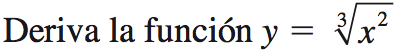 Deriva la función y = ∛x²